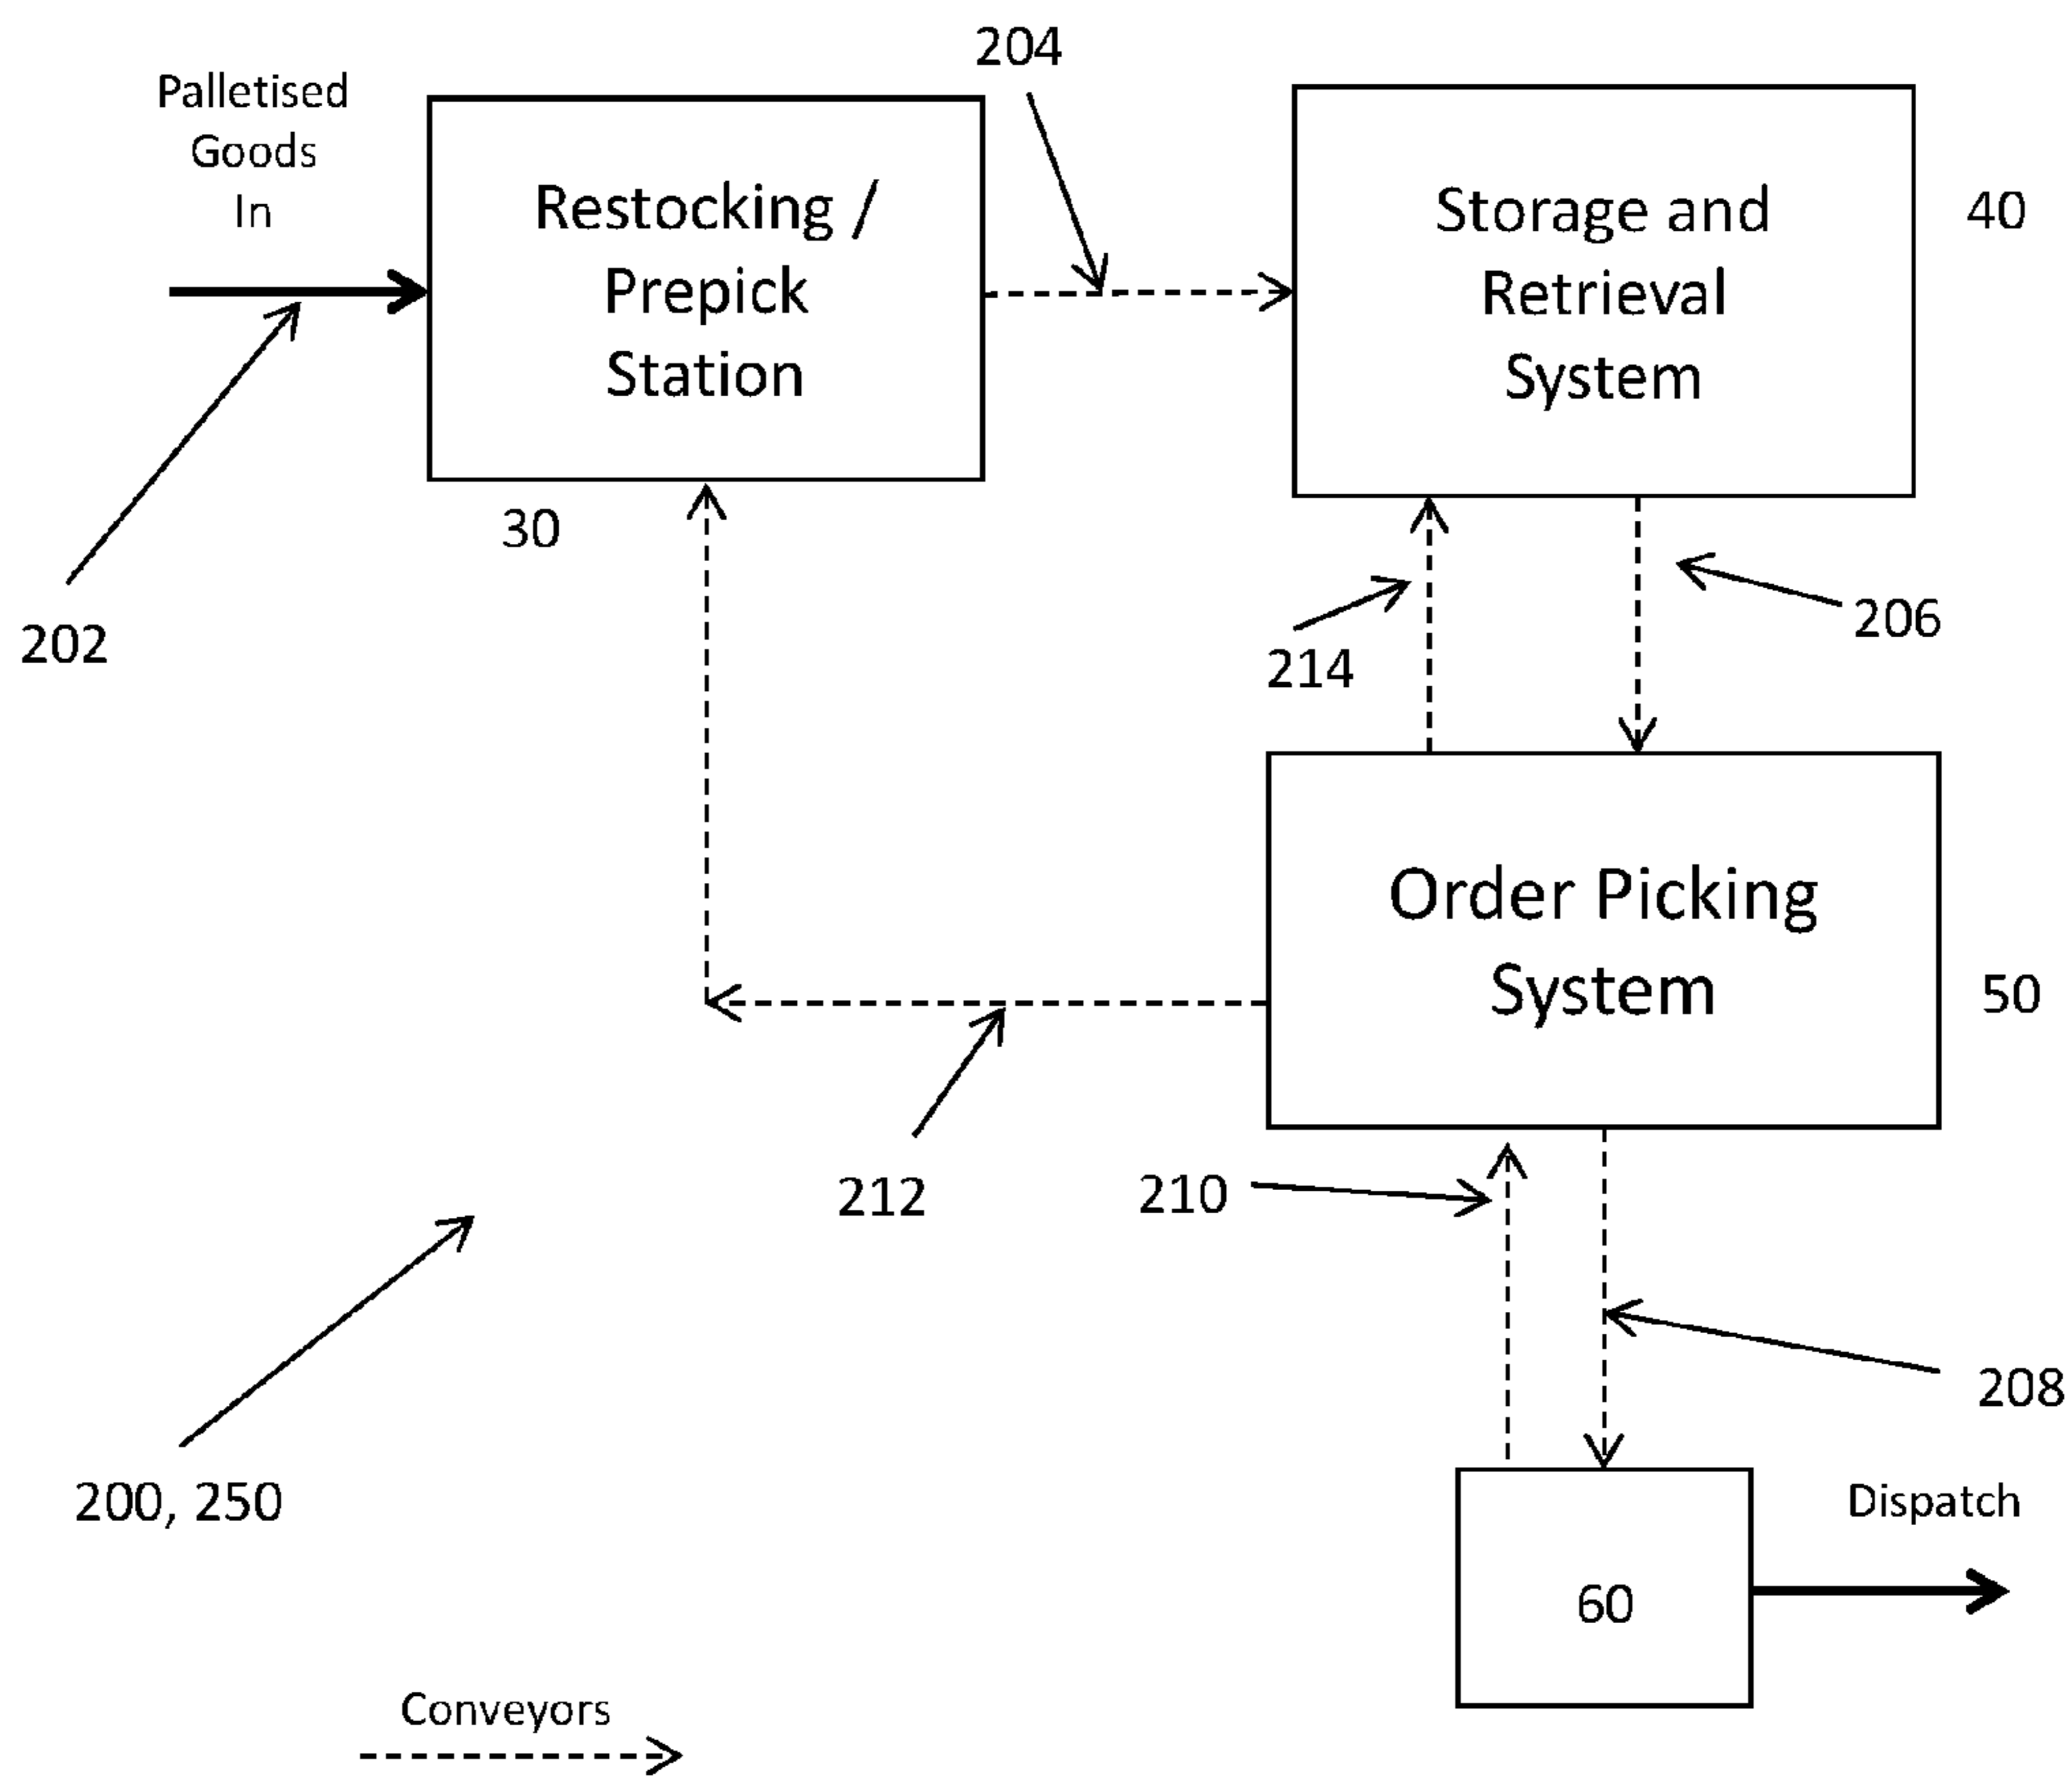 204
Palletised
Goods
In
Restocking /
Prepick
Station
Storage and
Retrieval
System
40
30
202
214
206
Order Picking
System
50
212
210
208
200, 250
Dispatch
60
Conveyors